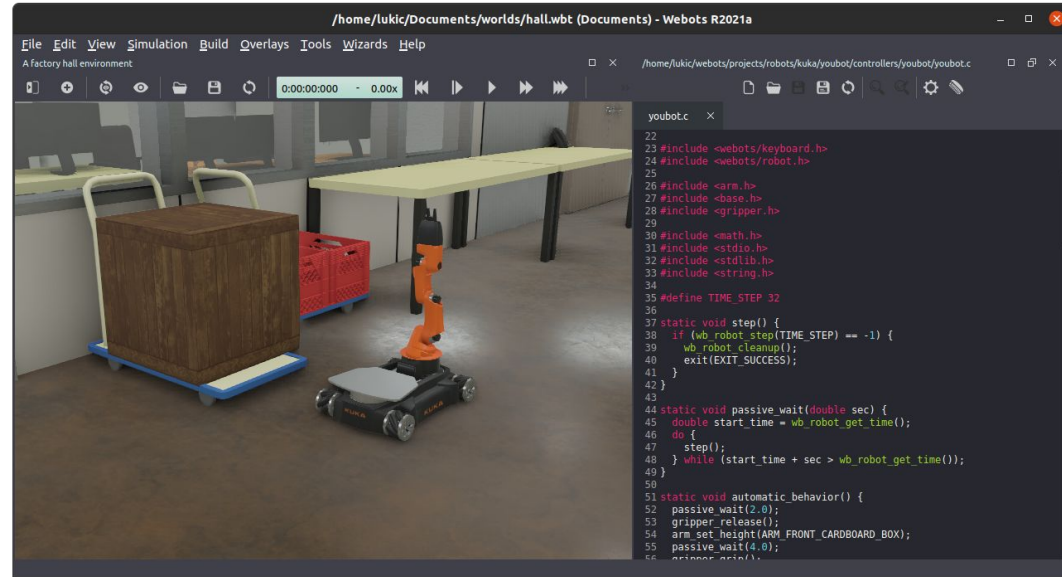 /home/lukic/Documents/worlds/hall.wbt (Documents) - Webots R2021a
File Edit View Simulation Build Overlays Tools Wizards Help
A factory hall environment
/home/lukic/webots/projects/robots/kuka/youbot/controllers/youbot/youbot.c
0:00:00:000 - 0.00x
youbot.c
22
23 #include <webots/keyboard.h>
24 #include <webots/robot.h>
25
26 #include <arm.h>
27 #include <base.h>
28 #include <gripper.h>
29
30 #include <math.h>
31 #include <stdio.h>
32 #include <stdlib.h>
33 #include <string.h>
34
35 #define TIME_STEP 32
36
37 static void step() {
38 if (wb_robot_step(TIME_STEP) == -1) {
39 wb_robot_cleanup();
40 exit(EXIT_SUCCESS);
41 }
42 }
43
44 static void passive_wait(double sec) {
45 double start_time = wb_robot_get_time();
46 do {
47 step();
48 } while (start_time + sec > wb_robot_get_time());
49 }
50
51 static void automatic_behavior() {
52 passive_wait(2.0);
53 gripper_release();
54 arm_set_height(ARM_FRONT_CARDBOARD_BOX);
55 passive_wait(4.0);
56 gripper_grip();
KUKA
KUKA